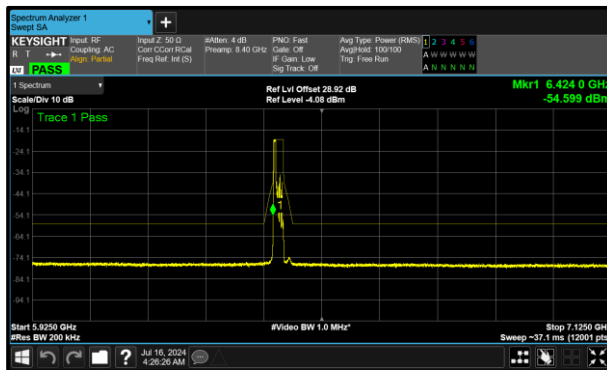 Spectrum Analyzer 1
Swept SA
+
KEYSIGHT Input: RF Input Z: 50 Ω #Atten: 4 dB PNO: Fast Avg Type: Power (RMS) 1 2 3 4 5 6
R T Coupling: AC Corr CCorr RCal Preamp: 8.40 GHz Gate: Off Avg|Hold: 100/100 A W W W W W
Align: Partial Freq Ref: Int (S) IF Gain: Low Trig: Free Run
LXI PASS Sig Track: Off A N N N N N
1 Spectrum Ref Lvl Offset 28.92 dB Mkr1 6.424 0 GHz
Scale/Div 10 dB Ref Level -4.08 dBm -54.599 dBm
Log Trace 1 Pass
-14.1
-24.1
-34.1
-44.1
1
-54.1
-64.1
-74.1
-84.1
-94.1
Start 5.9250 GHz #Video BW 1.0 MHz* Stop 7.1250 GHz
#Res BW 200 kHz Sweep ~37.1 ms (12001 pts)
? Jul 16, 2024
4:26:26 AM